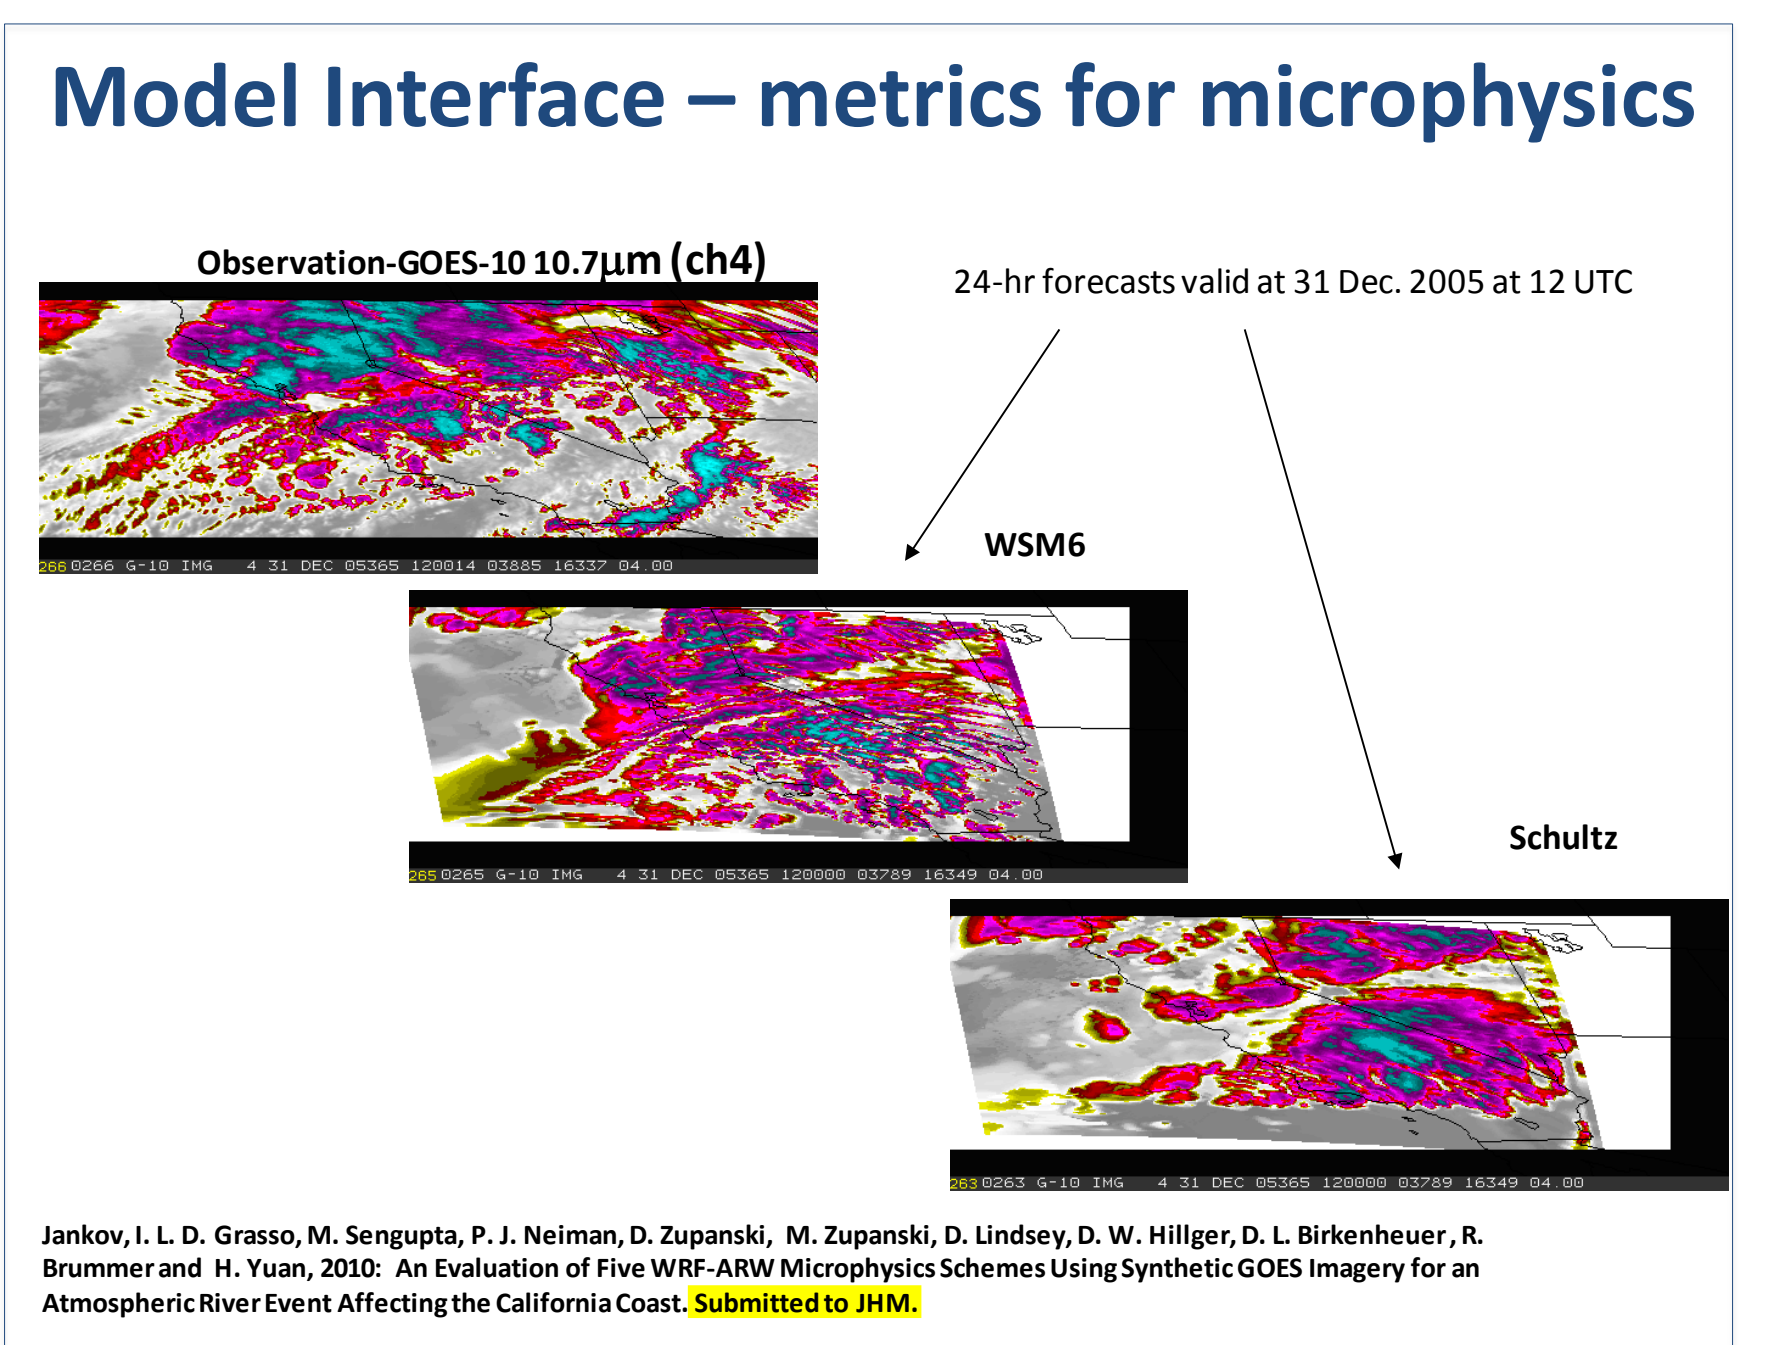 Model Interface – metrics for microphysics
Observation-GOES-10 10.7μm (ch4)
24-hr forecasts valid at 31 Dec. 2005 at 12 UTC
266 0266 G-10 IMG 4 31 DEC 05365 120014 03885 16337 04.00
WSM6
265 0265 G-10 IMG 4 31 DEC 05365 120000 03789 16349 04.00
Schultz
263 0263 G-10 IMG 4 31 DEC 05365 120000 03789 16349 04.00
Jankov, I. L. D. Grasso, M. Sengupta, P. J. Neiman, D. Zupanski, M. Zupanski, D. Lindsey, D. W. Hillger, D. L. Birkenheuer, R.
Brummer and H. Yuan, 2010: An Evaluation of Five WRF-ARW Microphysics Schemes Using Synthetic GOES Imagery for an
Atmospheric River Event Affecting the California Coast. Submitted to JHM.